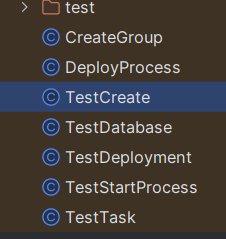 test
CreateGroup
DeployProcess
TestCreate
TestDatabase
TestDeployment
TestStartProcess
TestTask